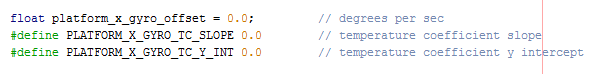 float platform_x_gyro_offset = 0.0;          // degrees per sec
#define PLATFORM_X_GYRO_TC_SLOPE 0.0         // temperature coefficient slope
#define PLATFORM_X_GYRO_TC_Y_INT 0.0         // temperature coefficient y intercept